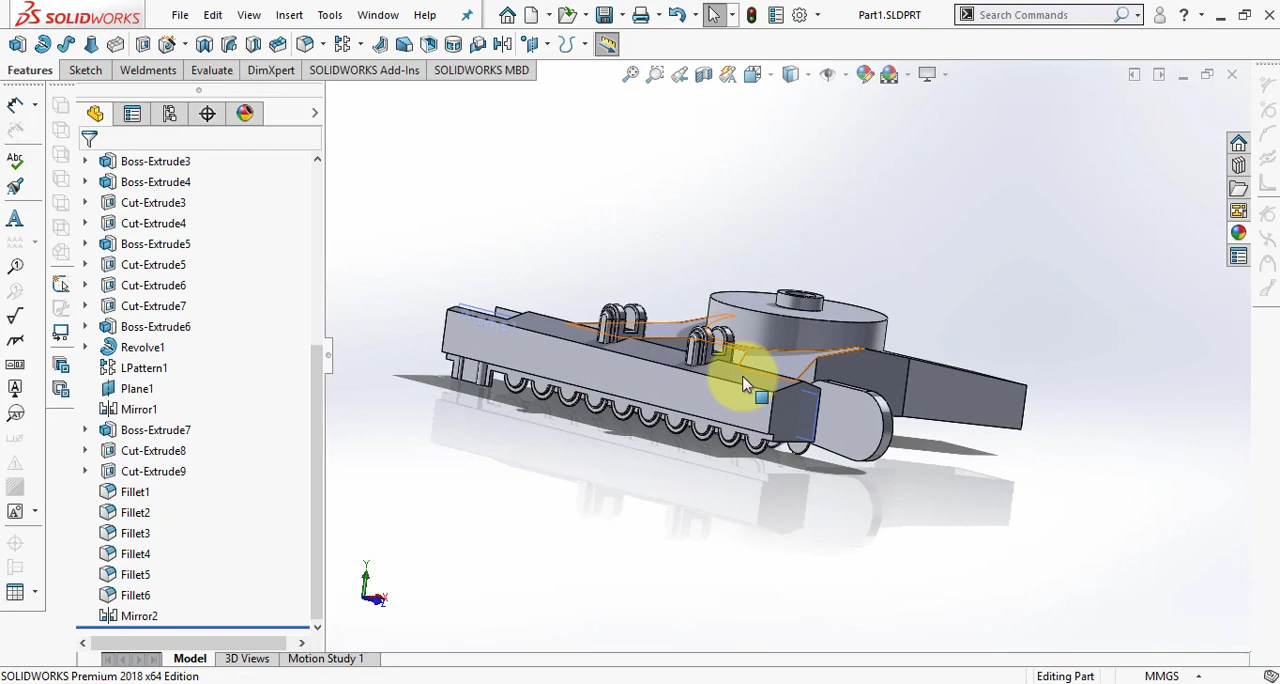 SOLIDWORKS File Edit View Insert Tools Window Help Part1.SLDPRT Search Commands ?
Features Sketch Weldments Evaluate DimXpert SOLIDWORKS Add-Ins SOLIDWORKS MBD
Abc
A
Boss-Extrude3
Boss-Extrude4
Cut-Extrude3
Cut-Extrude4
Boss-Extrude5
Cut-Extrude5
Cut-Extrude6
Cut-Extrude7
Boss-Extrude6
Revolve1
LPattern1
Plane1
Mirror1
Boss-Extrude7
Cut-Extrude8
Cut-Extrude9
Fillet1
Fillet2
Fillet3
Fillet4
Fillet5
Fillet6
Mirror2
Y
X
Z
Model 3D Views Motion Study 1
SOLIDWORKS Premium 2018 x64 Edition Editing Part MMGS